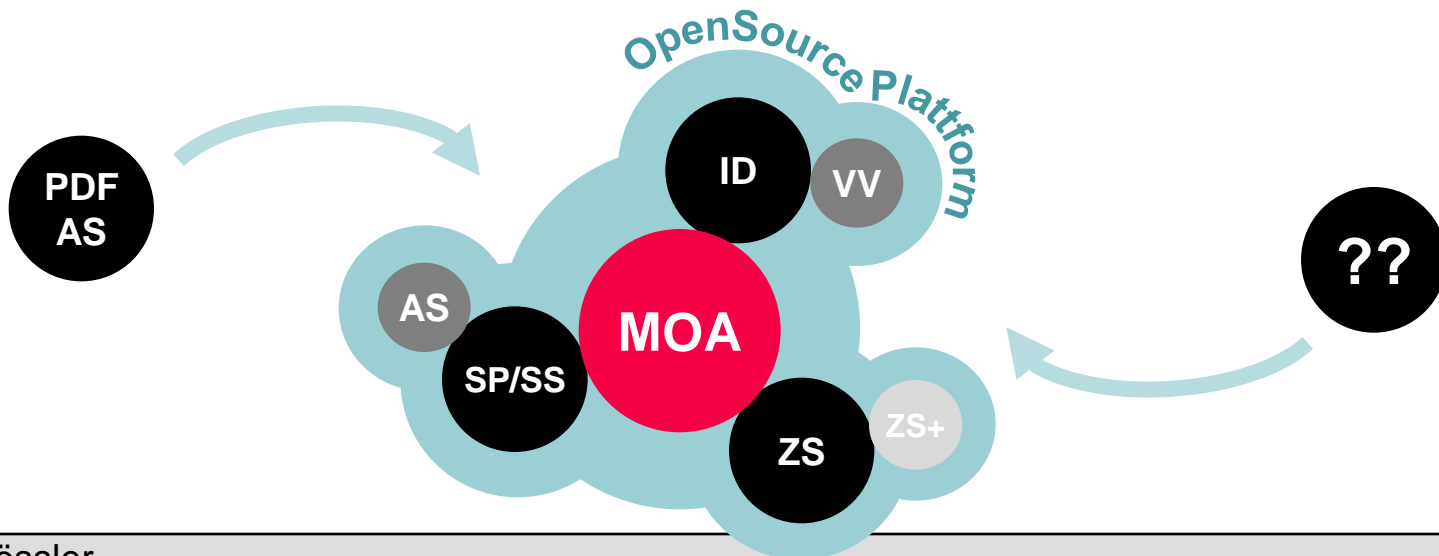 OpenSource Plattform
PDF
AS
ID
VV
??
AS
MOA
SP/SS
ZS+
ZS